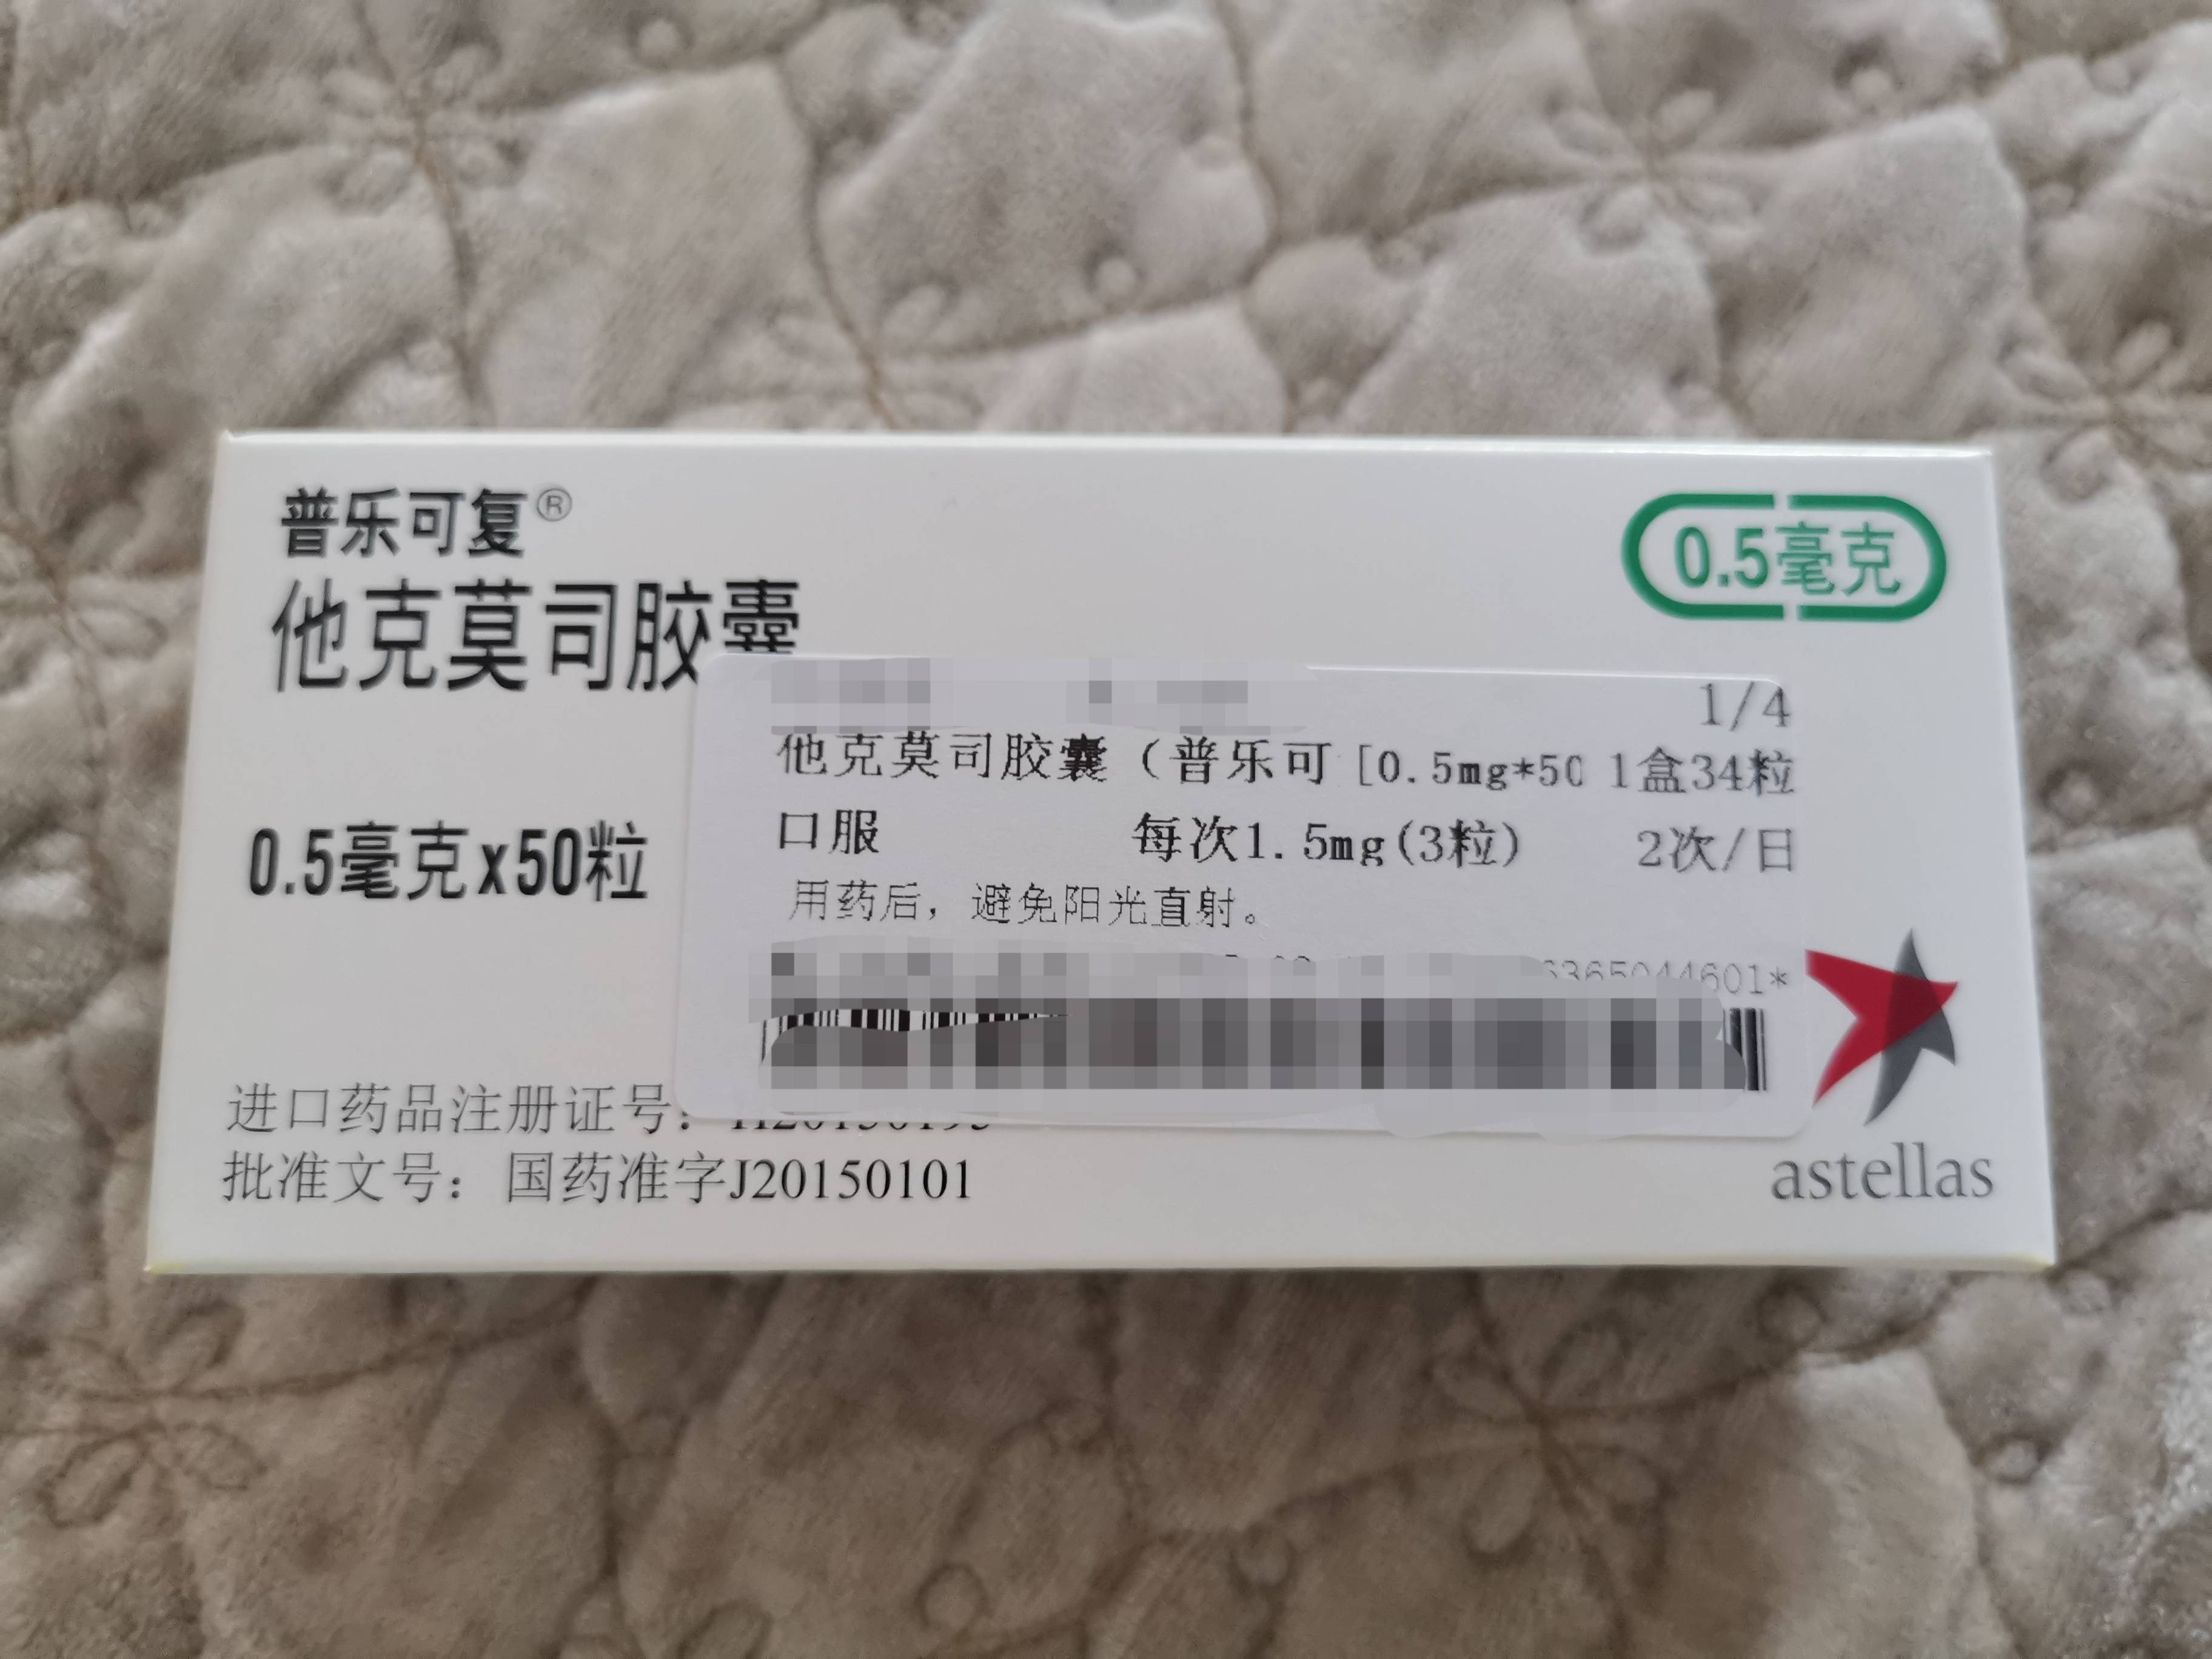 普乐可复®
他克莫司胶囊
0.5毫克
0.5毫克x50粒
1/4
他克莫司胶囊（普乐可 [0.5mg*50 1盒34粒
口服 每次1.5mg(3粒) 2次/日
用药后，避免阳光直射。
601*
进口药品注册证号：
批准文号：国药准字J20150101
astellas